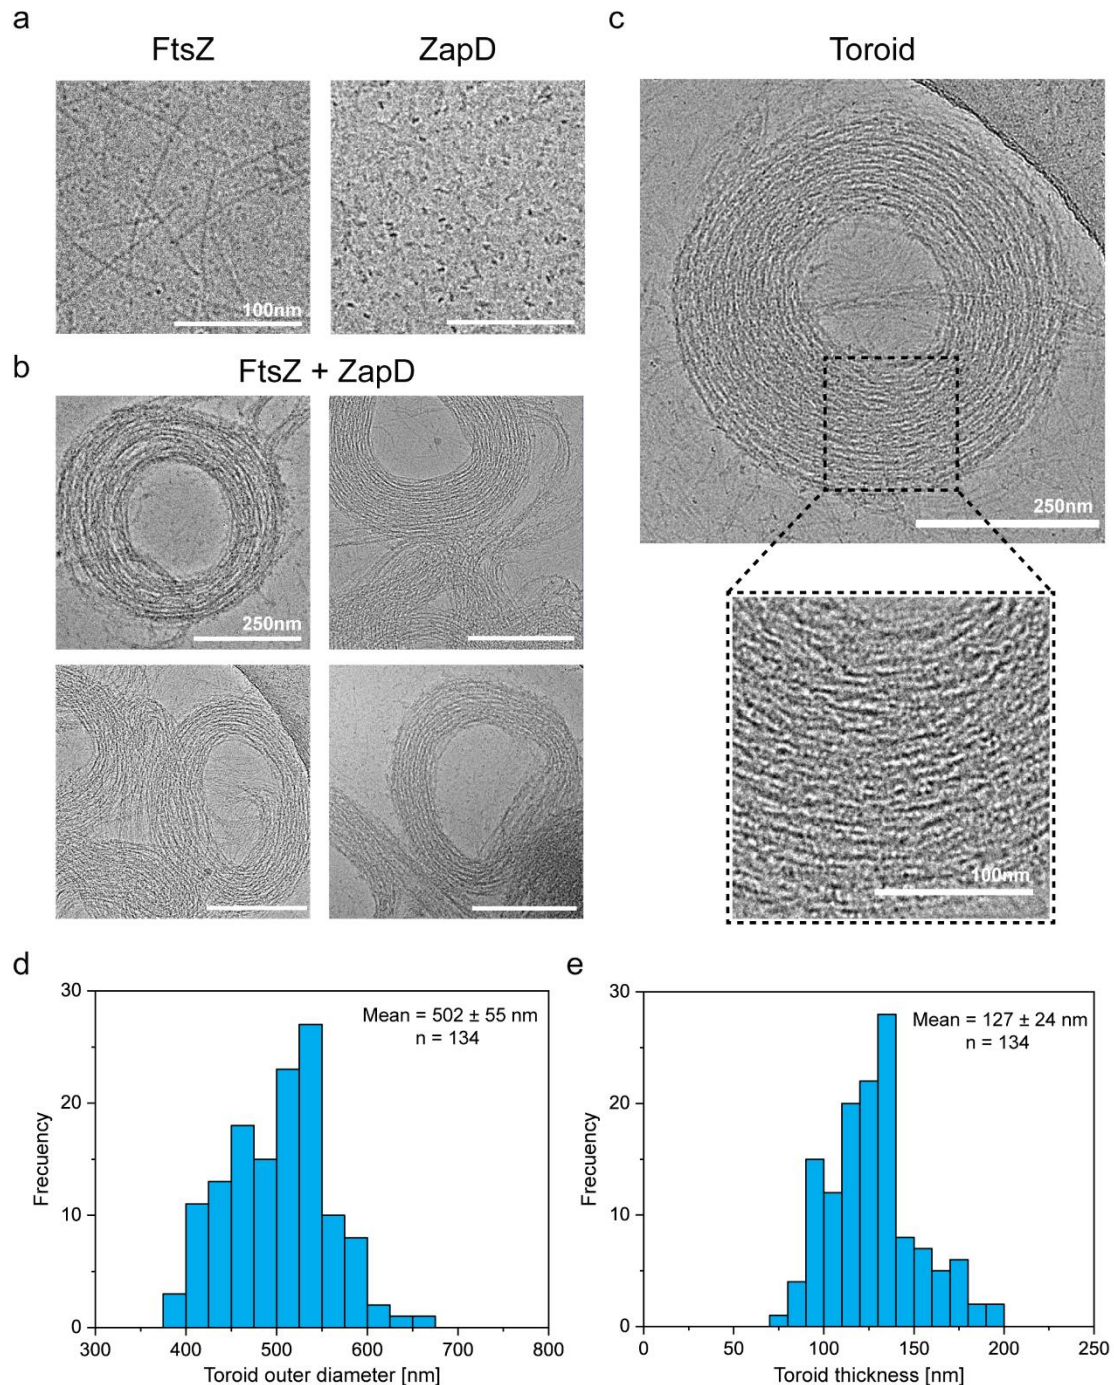 a
FtsZ
ZapD
100nm
b
FtsZ + ZapD
250nm
c
Toroid
250nm
100nm
d
30
20
10
0
Frecuency
Mean = 502 ± 55 nm
n = 134
300 400 500 600 700 800
Toroid outer diameter [nm]
e
30
20
10
0
Frecuency
Mean = 127 ± 24 nm
n = 134
0 50 100 150 200 250
Toroid thickness [nm]